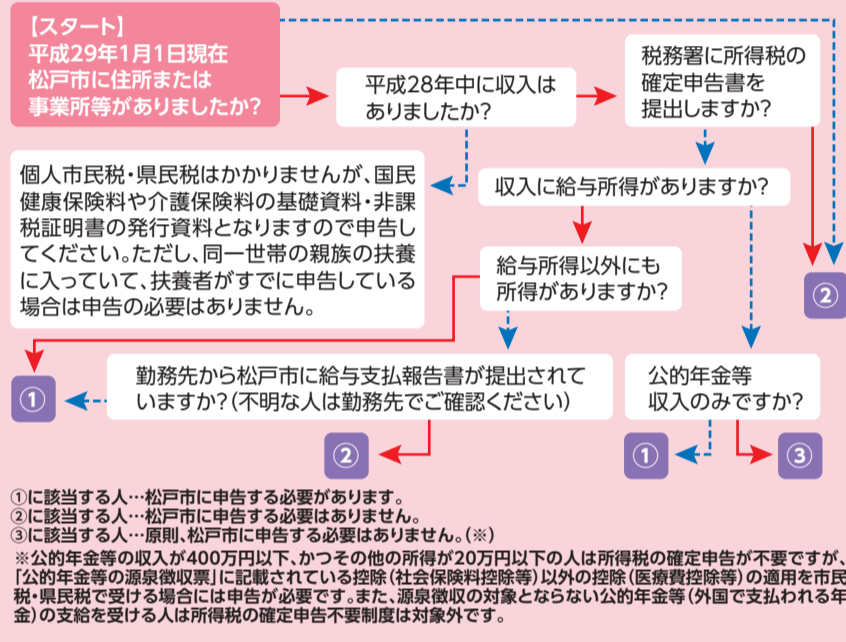 【スタート】
平成29年1月1日現在
松戸市に住所または
事業所等がありましたか?
平成28年中に収入は
ありましたか?
税務署に所得税の
確定申告書を
提出しますか?
個人市民税・県民税はかかりませんが、国民
健康保険料や介護保険料の基礎資料・非課
税証明書の発行資料となりますので申告し
てください。ただし、同一世帯の親族の扶養
に入っていて、扶養者がすでに申告している
場合は申告の必要はありません。
収入に給与所得がありますか?
給与所得以外にも
所得がありますか?
②
①
勤務先から松戸市に給与支払報告書が提出されて
いますか?(不明な人は勤務先でご確認ください)
公的年金等
収入のみですか?
②
①
③
①に該当する人…松戸市に申告する必要があります。
②に該当する人…松戸市に申告する必要はありません。
③に該当する人…原則、松戸市に申告する必要はありません。(※)
※公的年金等の収入が400万円以下、かつその他の所得が20万円以下の人は所得税の確定申告が不要ですが、
「公的年金等の源泉徴収票」に記載されている控除(社会保険料控除等)以外の控除(医療費控除等)の適用を市民
税・県民税で受ける場合には申告が必要です。また、源泉徴収の対象とならない公的年金等(外国で支払われる年
金)の支給を受ける人は所得税の確定申告不要制度は対象外です。